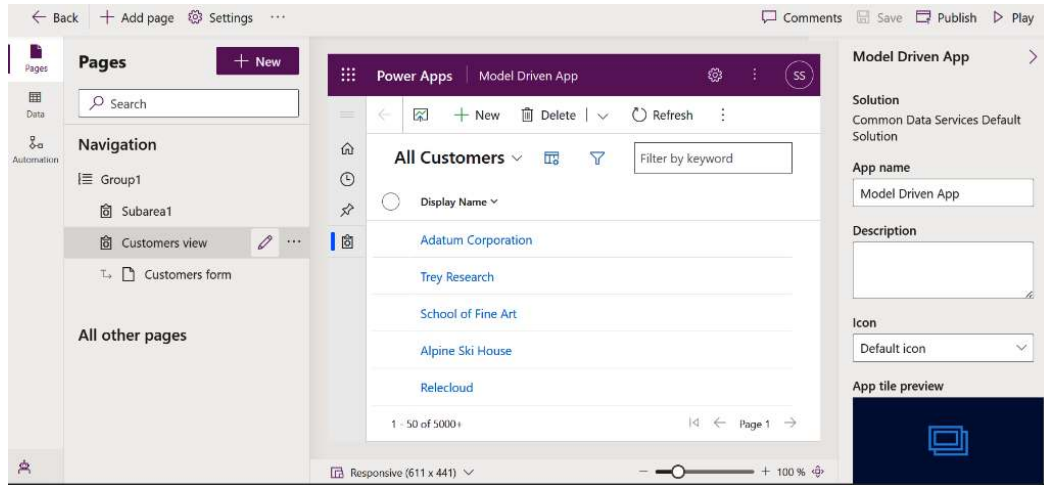 Back
Add page
Settings
Comments
Save
Publish
Play
Pages
Data
Automation
Pages
New
Search
Navigation
Group1
Subarea1
Customers view
Customers form
All other pages
Power Apps
Model Driven App
SS
New
Delete
Refresh
All Customers
Filter by keyword
Display Name
Adatum Corporation
Trey Research
School of Fine Art
Alpine Ski House
Relecloud
1 - 50 of 5000+
Page 1
Responsive (611 x 441)
100 %
Model Driven App
Solution
Common Data Services Default
Solution
App name
Model Driven App
Description
Icon
Default icon
App tile preview